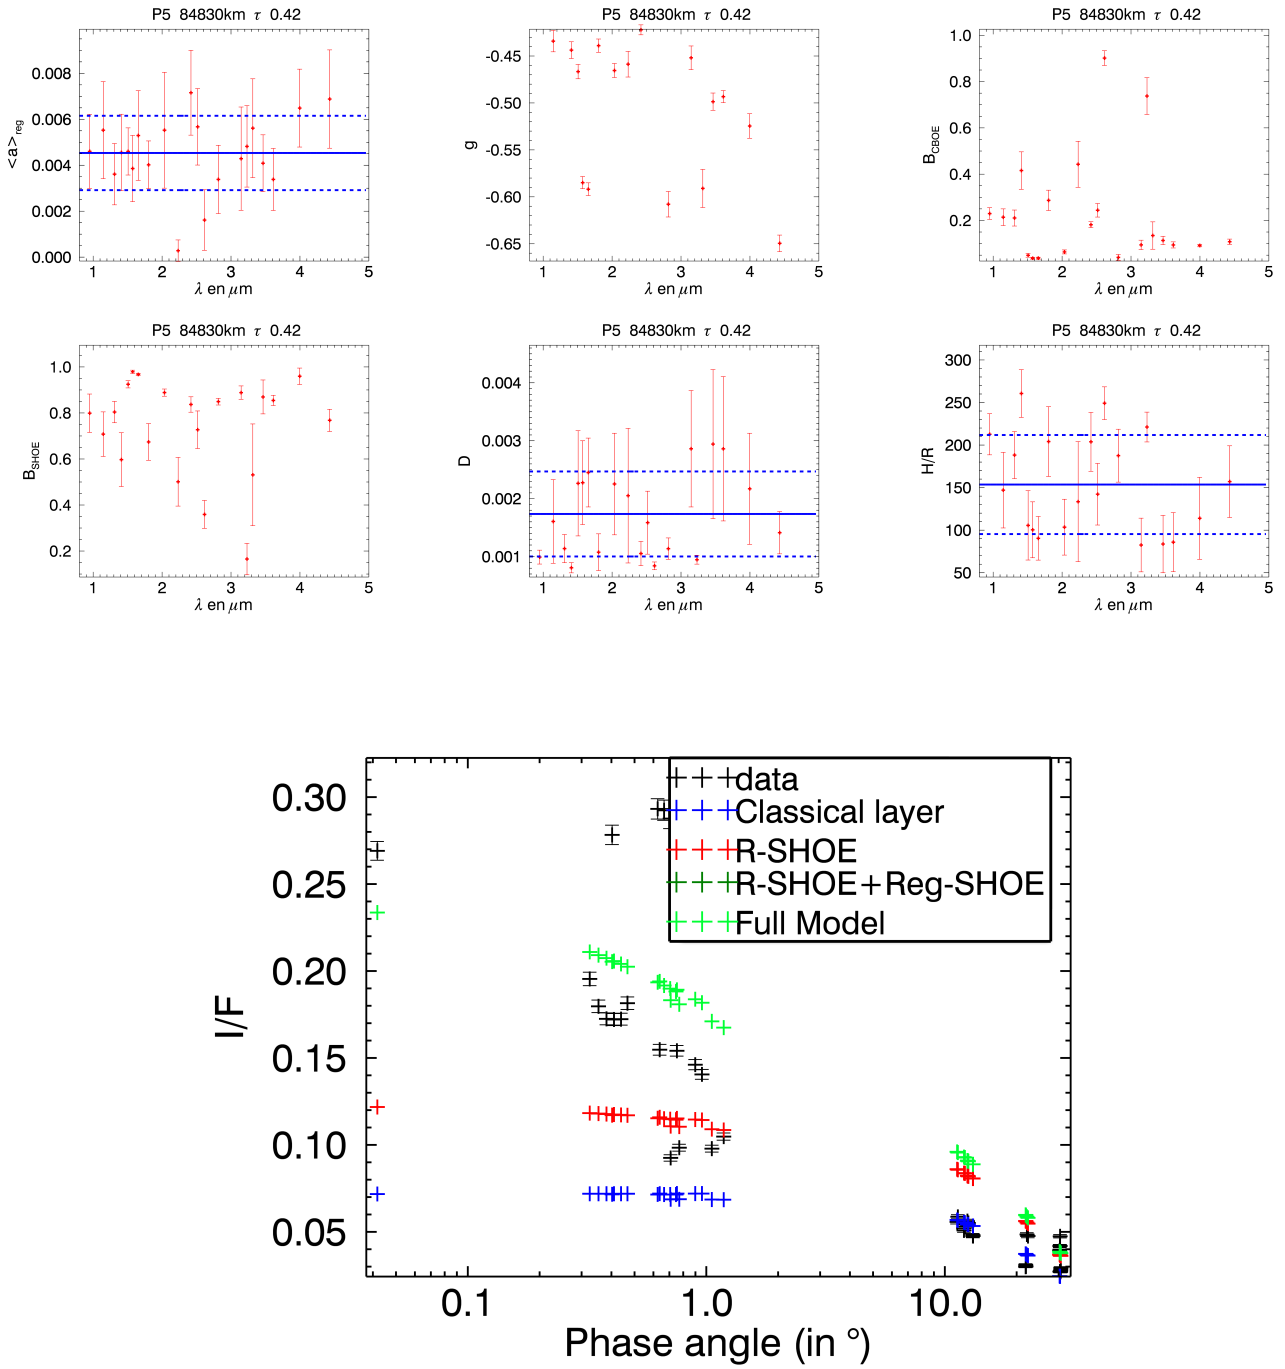 P5 84830km τ 0.42
<a>reg
0.008
0.006
0.004
0.002
0.000
1 2 3 4 5
λ en μm
P5 84830km τ 0.42
g
-0.45
-0.50
-0.55
-0.60
-0.65
1 2 3 4 5
λ en μm
P5 84830km τ 0.42
BCBOE
1.0
0.8
0.6
0.4
0.2
1 2 3 4 5
λ en μm
P5 84830km τ 0.42
BSHOE
1.0
0.8
0.6
0.4
0.2
1 2 3 4 5
λ en μm
P5 84830km τ 0.42
D
0.004
0.003
0.002
0.001
1 2 3 4 5
λ en μm
P5 84830km τ 0.42
H/R
300
250
200
150
100
50
1 2 3 4 5
λ en μm
data
Classical layer
R-SHOE
R-SHOE+Reg-SHOE
Full Model
I/F
0.30
0.25
0.20
0.15
0.10
0.05
0.1 1.0 10.0
Phase angle (in °)